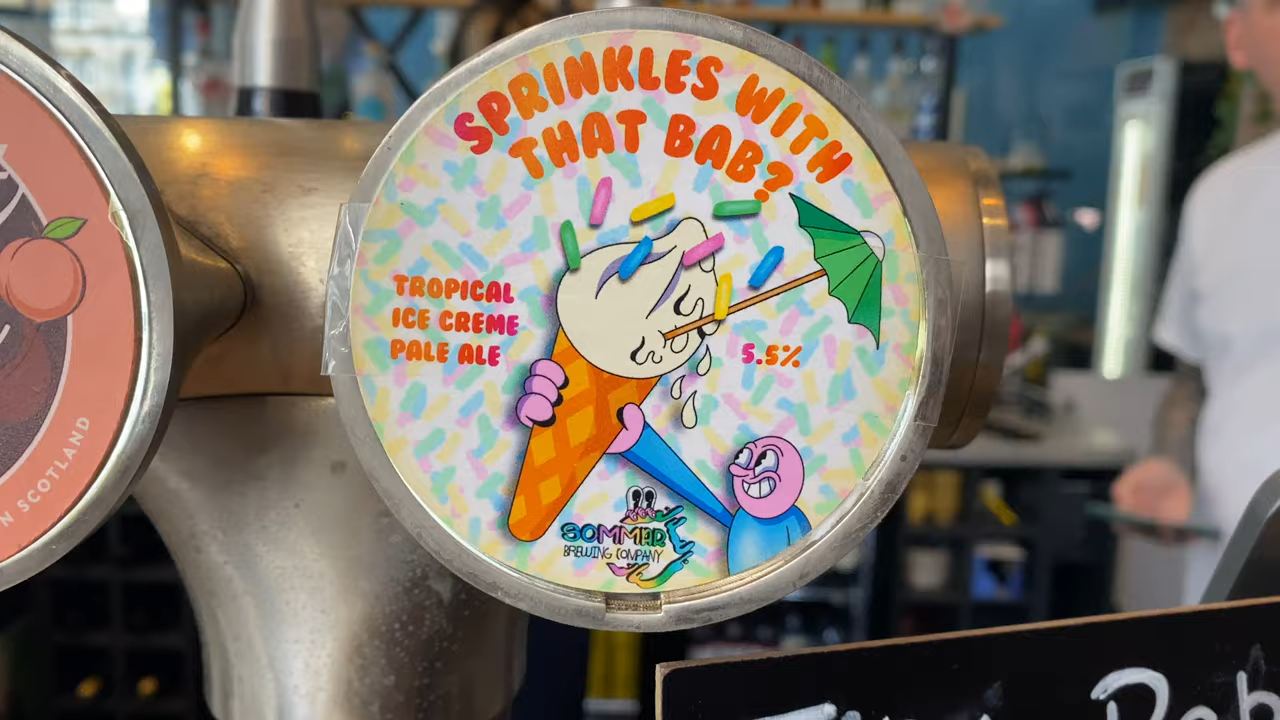 SPRINKLES WITH
THAT BAB?
TROPICAL
ICE CREME
PALE ALE
5.5%
SOMMAR
BREWING COMPANY
N SCOTLAND